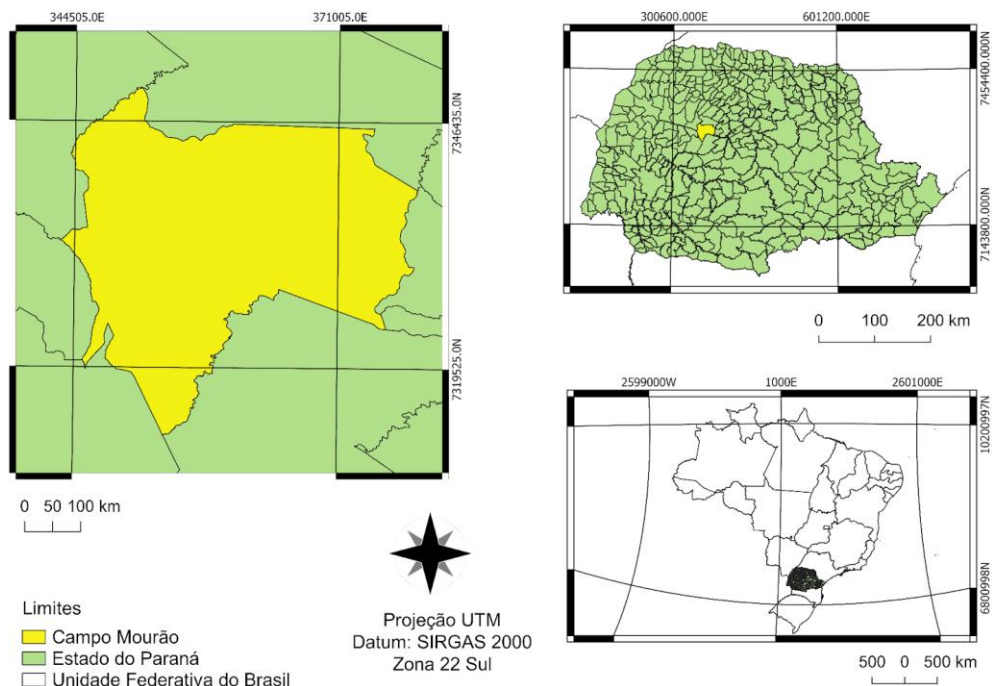 344505.0E 371005.0E
7346435.0N
7319525.0N
0 50 100 km
Limites
Campo Mourão
Estado do Paraná
Unidade Federativa do Brasil
Projeção UTM
Datum: SIRGAS 2000
Zona 22 Sul
300600.000E 601200.000E
7454400.000N
7143800.000N
0 100 200 km
2599000W 1000E 2601000E
10200997N
6800998N
500 0 500 km